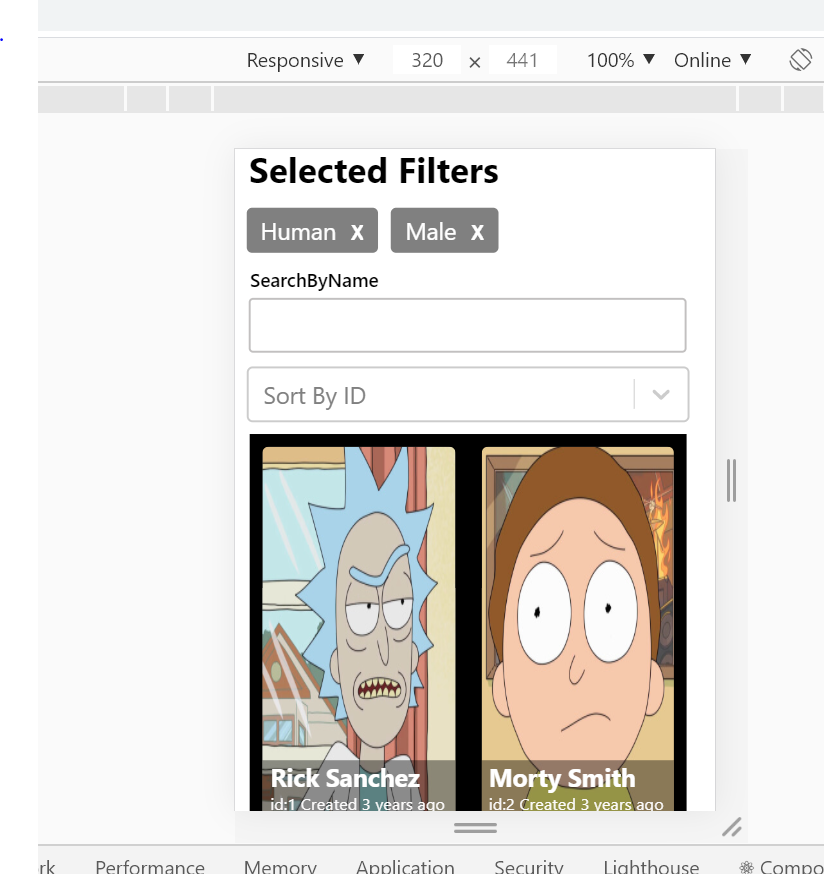 Responsive ▼ 320 × 441 100% ▼ Online ▼
Selected Filters
Human X Male X
SearchByName
Sort By ID
Rick Sanchez Morty Smith
id:1 Created 3 years ago id:2 Created 3 years ago
rk Performance Memory Application Security Lighthouse Compo